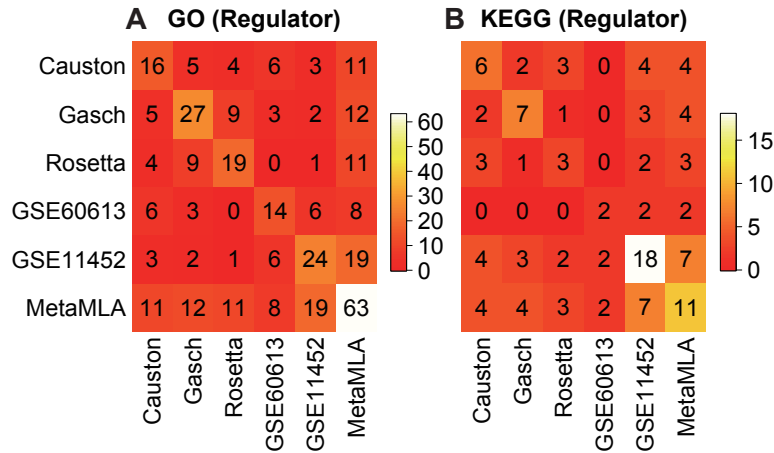 A GO (Regulator)
B KEGG (Regulator)
Causton 16 5 4 6 3 11
Gasch 5 27 9 3 2 12
Rosetta 4 9 19 0 1 11
GSE60613 6 3 0 14 6 8
GSE11452 3 2 1 6 24 19
MetaMLA 11 12 11 8 19 63
Causton Gasch Rosetta GSE60613 GSE11452 MetaMLA
60
50
40
30
20
10
0
6 2 3 0 4 4
2 7 1 0 3 4
3 1 3 0 2 3
0 0 0 2 2 2
4 3 2 2 18 7
4 4 3 2 7 11
Causton Gasch Rosetta GSE60613 GSE11452 MetaMLA
15
10
5
0